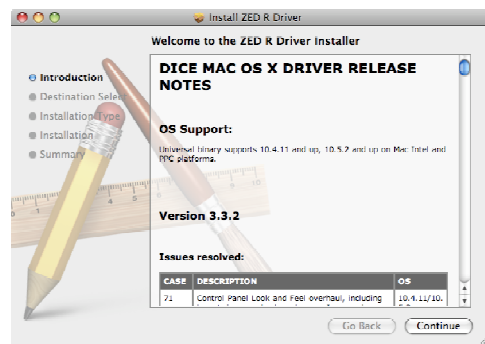 Install ZED R Driver
Welcome to the ZED R Driver Installer
Introduction
Destination Select
Installation Type
Installation
Summary
DICE MAC OS X DRIVER RELEASE
NOTES
OS Support:
Universal binary supports 10.4.11 and up, 10.5.2 and up on Mac Intel and
PPC platforms.
Version 3.3.2
Issues resolved:
CASE DESCRIPTION OS
71 Control Panel Look and Feel overhaul, including 10.4.11/10.
Go Back Continue